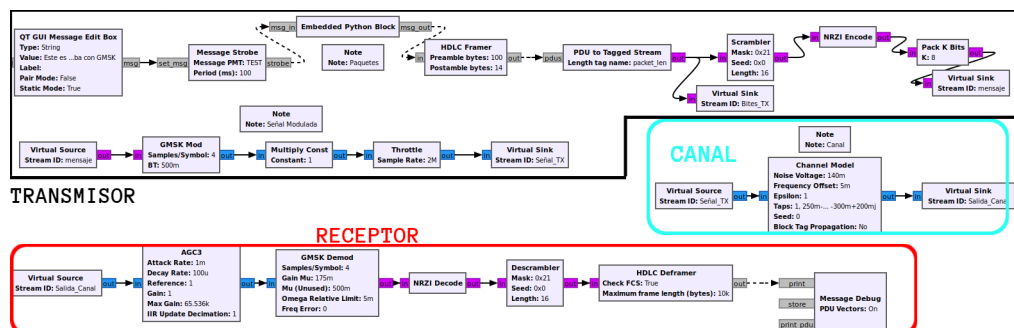 QT GUI Message Edit Box
Type: String
Value: Este es ...ba con GMSK
Label:
Pair Mode: False
Static Mode: True
msg
set_msg
Message Strobe
Message PMT: TEST
Period (ms): 100
strobe
msg_in
Embedded Python Block
msg_out
Note
Note: Paquetes
in
HDLC Framer
Preamble bytes: 100
Postamble bytes: 14
out
pdus
PDU to Tagged Stream
Length tag name: packet_len
out
in
Virtual Sink
Stream ID: Bites_TX
in
Scrambler
Mask: 0x21
Seed: 0x0
Length: 16
out
in
NRZI Encode
out
in
Pack K Bits
K: 8
out
in
Virtual Sink
Stream ID: mensaje
Note
Note: Señal Modulada
Virtual Source
Stream ID: mensaje
out
in
GMSK Mod
Samples/Symbol: 4
BT: 500m
out
in
Multiply Const
Constant: 1
out
in
Throttle
Sample Rate: 2M
out
in
Virtual Sink
Stream ID: Señal_TX
TRANSMISOR
CANAL
Note
Note: Canal
Virtual Source
Stream ID: Señal_TX
out
in
Channel Model
Noise Voltage: 140m
Frequency Offset: 5m
Epsilon: 1
Taps: 1, 250m-... -300m+200mj
Seed: 0
Block Tag Propagation: No
out
in
Virtual Sink
Stream ID: Salida_Canal
RECEPTOR
Virtual Source
Stream ID: Salida_Canal
out
in
AGC3
Attack Rate: 1m
Decay Rate: 100u
Reference: 1
Gain: 1
Max Gain: 65.536k
IIR Update Decimation: 1
out
in
GMSK Demod
Samples/Symbol: 4
Gain Mu: 175m
Mu (Unused): 500m
Omega Relative Limit: 5m
Freq Error: 0
out
in
NRZI Decode
out
in
Descrambler
Mask: 0x21
Seed: 0x0
Length: 16
out
in
HDLC Deframer
Check FCS: True
Maximum frame length (bytes): 10k
out
print
store
print_pdu
Message Debug
PDU Vectors: On